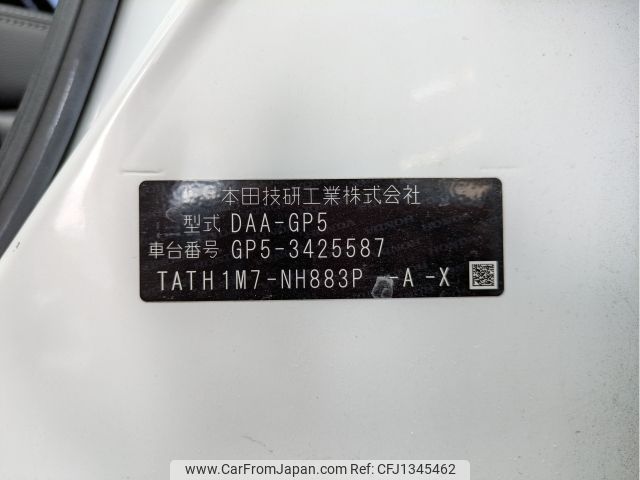 本田技研工業株式会社
型式 DAA-GP5
車台番号 GP5-3425587
TATH1M7-NH883P -A -X
www.CarFromJapan.com - Ref No: CFJ1345462